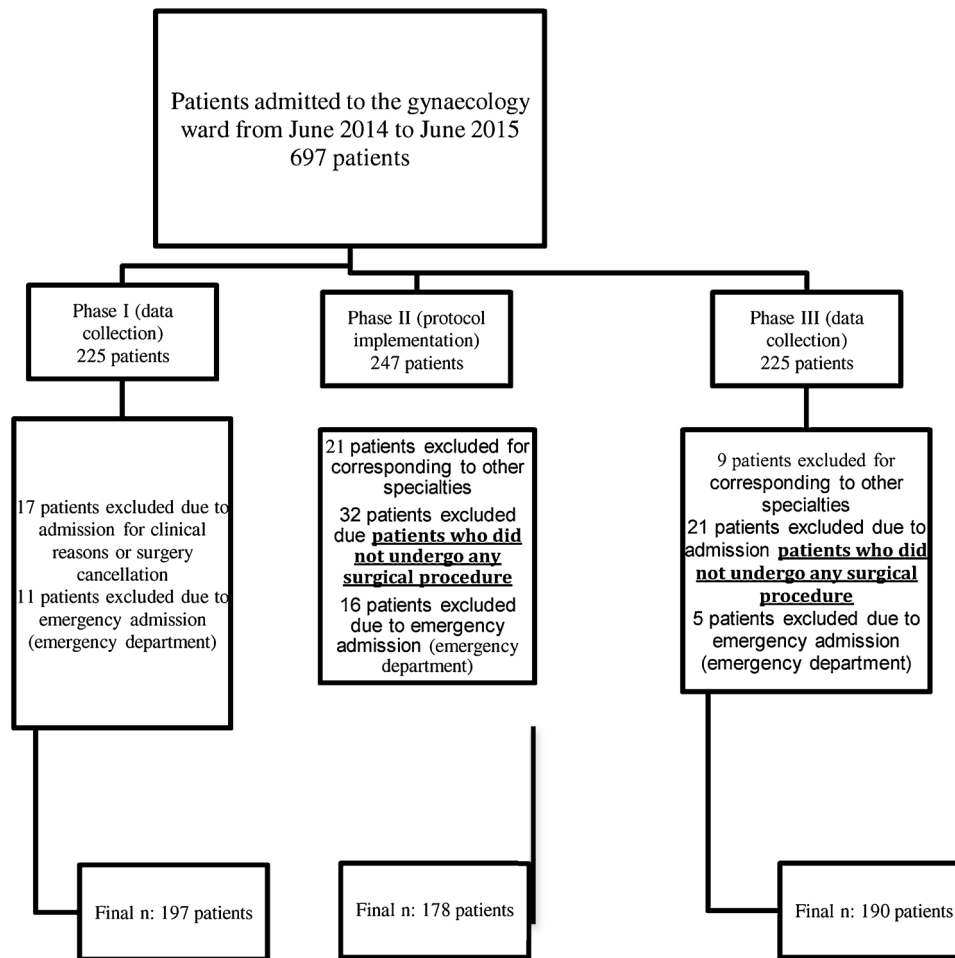 Patients admitted to the gynaecology
ward from June 2014 to June 2015
697 patients
Phase I (data
collection)
225 patients
Phase II (protocol
implementation)
247 patients
Phase III (data
collection)
225 patients
17 patients excluded due to
admission for clinical
reasons or surgery
cancellation
11 patients excluded due to
emergency admission
(emergency department)
21 patients excluded for
corresponding to other
specialties
32 patients excluded
due patients who did
not undergo any
surgical procedure
16 patients excluded
due to emergency
admission (emergency
department)
9 patients excluded for
corresponding to other
specialties
21 patients excluded due to
admission patients who did
not undergo any surgical
procedure
5 patients excluded due to
emergency admission
(emergency department)
Final n: 197 patients
Final n: 178 patients
Final n: 190 patients